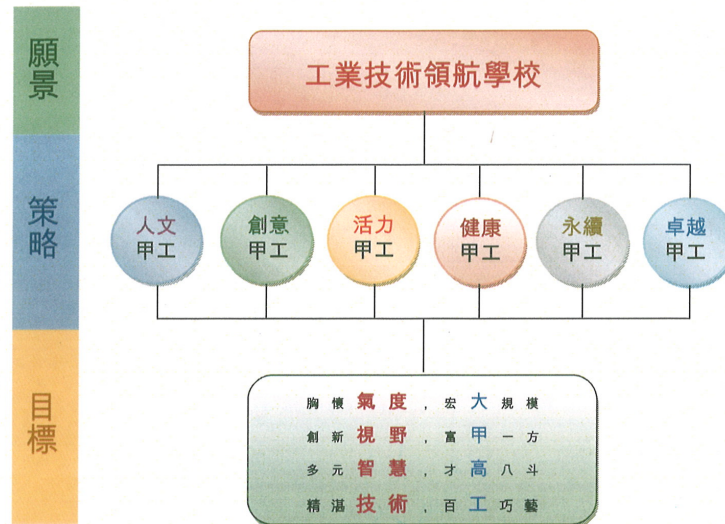 願景
工業技術領航學校
策略
人文
甲工
創意
甲工
活力
甲工
健康
甲工
永續
甲工
卓越
甲工
目標
胸懷氣度，宏大規模
創新視野，富甲一方
多元智慧，才高八斗
精湛技術，百工巧藝